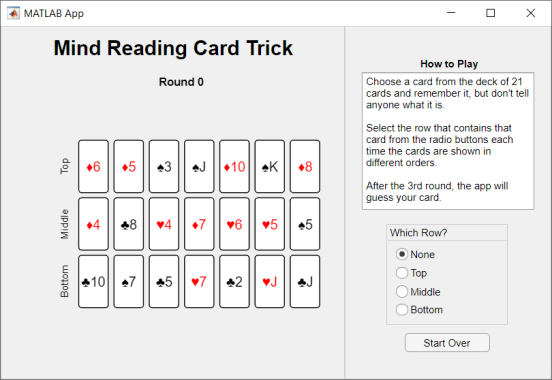 MATLAB App
Mind Reading Card Trick
Round 0
Top
♦6 ♦5 ♠3 ♠J ♦10 ♠K ♦8
Middle
♦4 ♣8 ♥4 ♦7 ♥6 ♥5 ♠5
Bottom
♣10 ♠7 ♣5 ♥7 ♣2 ♥J ♣J
How to Play
Choose a card from the deck of 21
cards and remember it, but don't tell
anyone what it is.
Select the row that contains that
card from the radio buttons each
time the cards are shown in
different orders.
After the 3rd round, the app will
guess your card.
Which Row?
None
Top
Middle
Bottom
Start Over